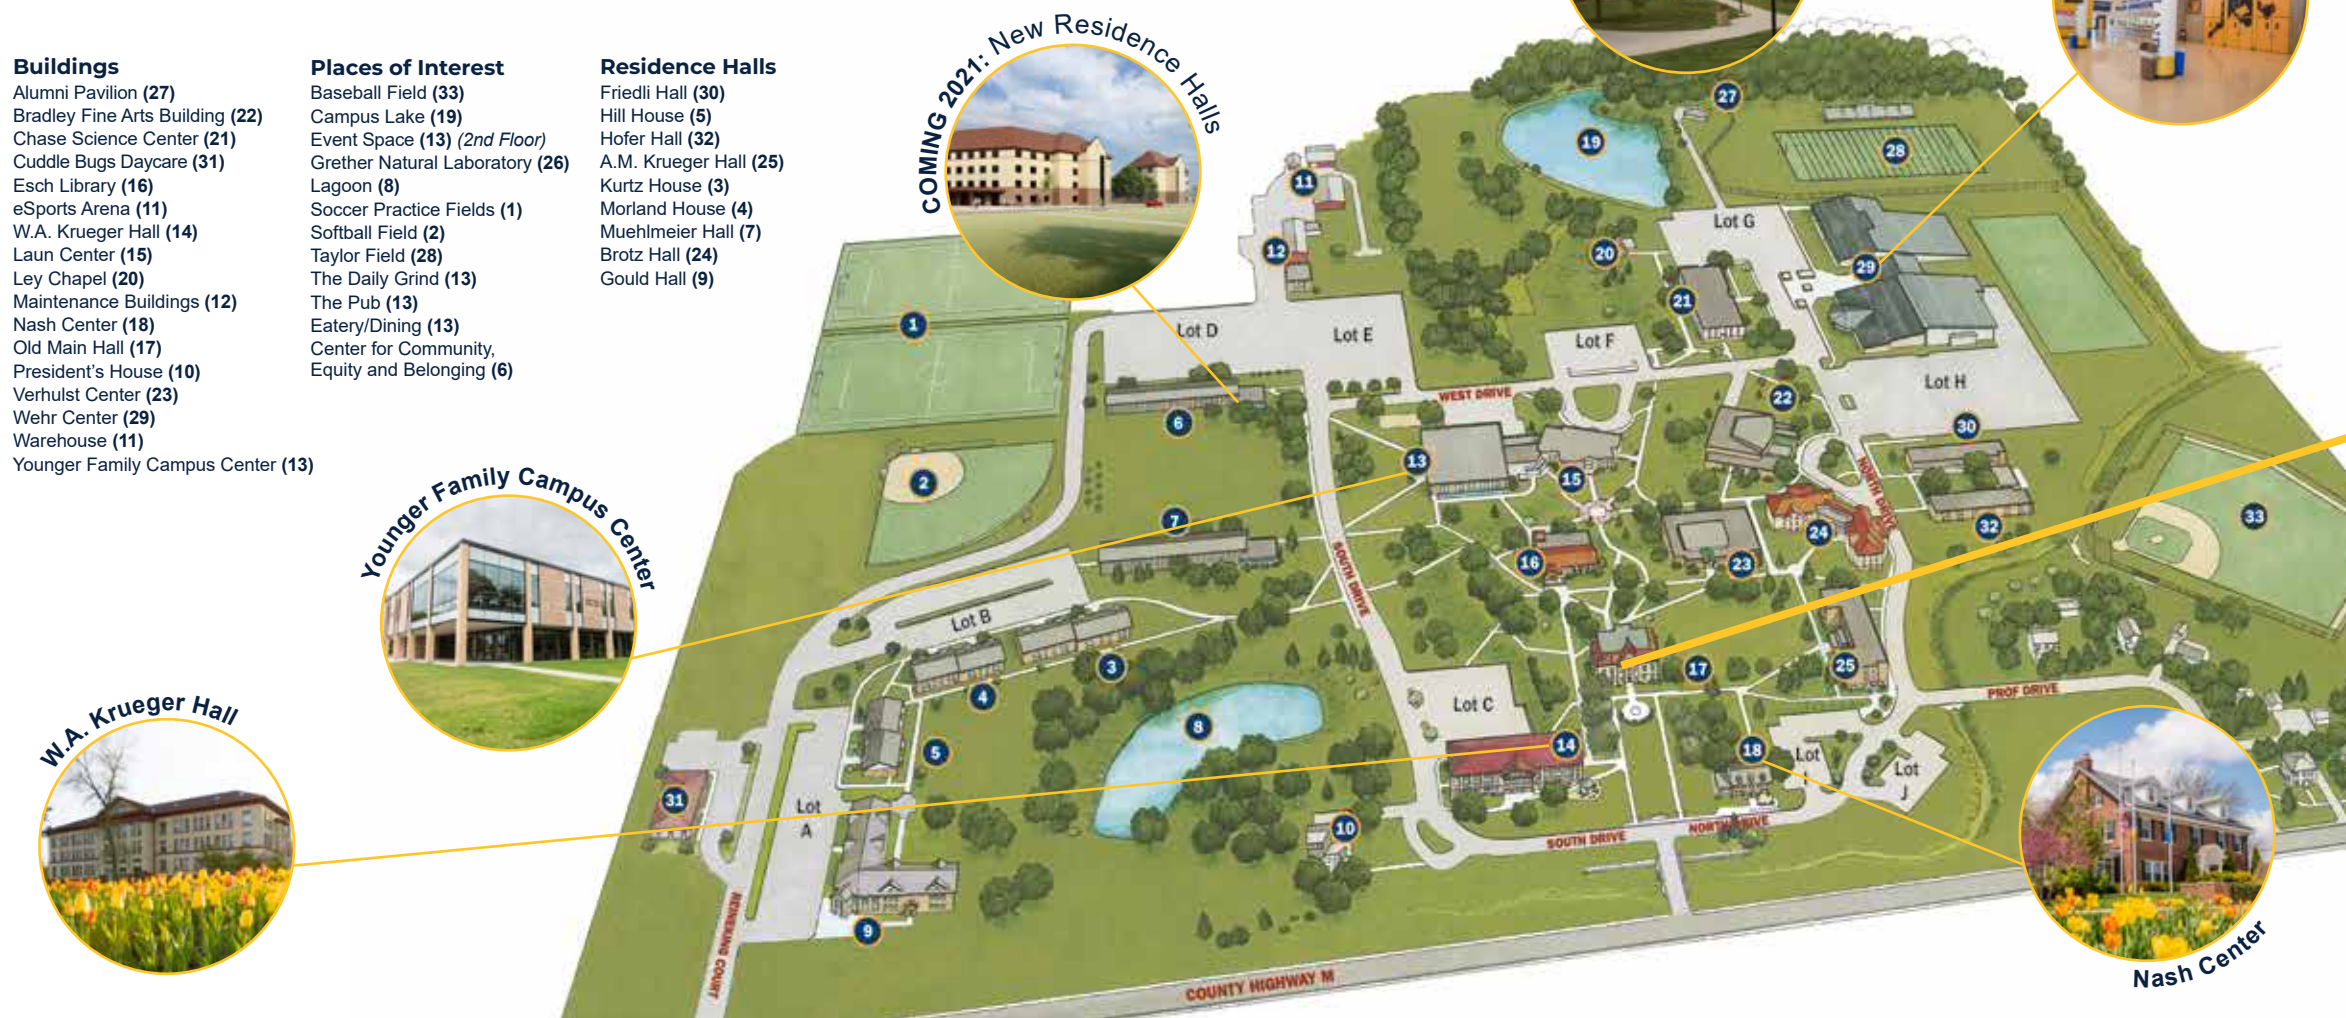 Buildings
Alumni Pavilion (27)
Bradley Fine Arts Building (22)
Chase Science Center (21)
Cuddle Bugs Daycare (31)
Esch Library (16)
eSports Arena (11)
W.A. Krueger Hall (14)
Laun Center (15)
Ley Chapel (20)
Maintenance Buildings (12)
Nash Center (18)
Old Main Hall (17)
President's House (10)
Verhulst Center (23)
Wehr Center (29)
Warehouse (11)
Younger Family Campus Center (13)
Places of Interest
Baseball Field (33)
Campus Lake (19)
Event Space (13) (2nd Floor)
Grether Natural Laboratory (26)
Lagoon (8)
Soccer Practice Fields (1)
Softball Field (2)
Taylor Field (28)
The Daily Grind (13)
The Pub (13)
Eatery/Dining (13)
Center for Community,
Equity and Belonging (6)
Residence Halls
Friedli Hall (30)
Hill House (5)
Hofer Hall (32)
A.M. Krueger Hall (25)
Kurtz House (3)
Morland House (4)
Muehlmeier Hall (7)
Brotz Hall (24)
Gould Hall (9)
COMING 2021: New Residence Halls
Younger Family Campus Center
W.A. Krueger Hall
Nash Center
27
19
28
11
Lot G
12
20
29
21
1
Lot D
Lot E
Lot F
Lot H
WEST DRIVE
22
6
30
13
15
NORTH DRIVE
2
7
33
32
24
16
23
SOUTH DRIVE
Lot B
3
17
25
4
PROF DRIVE
Lot C
8
5
14
18
Lot
I
Lot
J
31
Lot
A
10
SOUTH DRIVE
NORTH DRIVE
9
REINEKING COURT
COUNTY HIGHWAY M